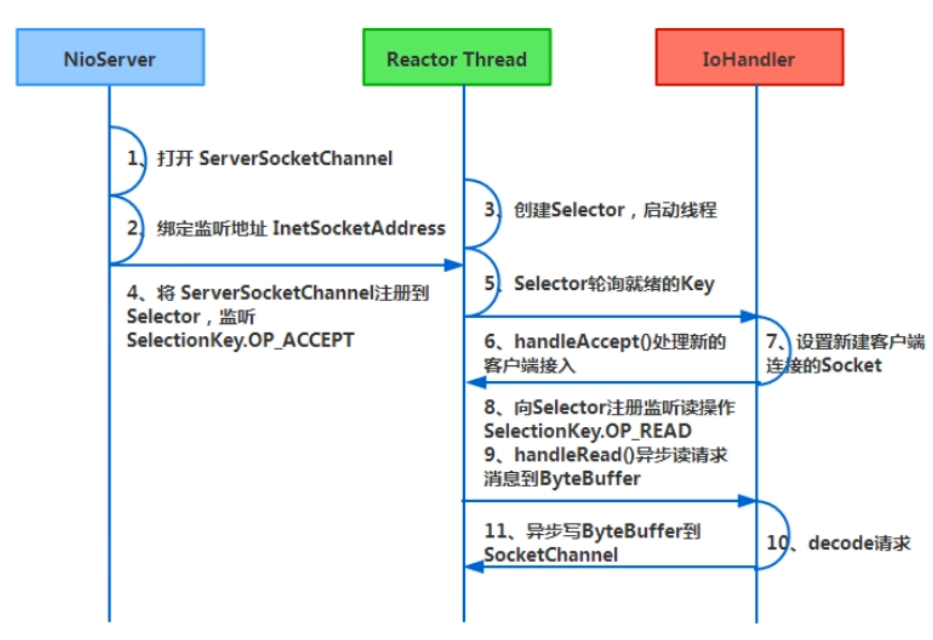 NioServer
Reactor Thread
IoHandler
1、打开 ServerSocketChannel
2、绑定监听地址 InetSocketAddress
3、创建Selector，启动线程
4、将 ServerSocketChannel注册到
Selector，监听
SelectionKey.OP_ACCEPT
5、Selector轮询就绪的Key
6、handleAccept()处理新的
客户端接入
7、设置新建客户端
连接的Socket
8、向Selector注册监听读操作
SelectionKey.OP_READ
9、handleRead()异步读请求
消息到ByteBuffer
10、decode请求
11、异步写ByteBuffer到
SocketChannel